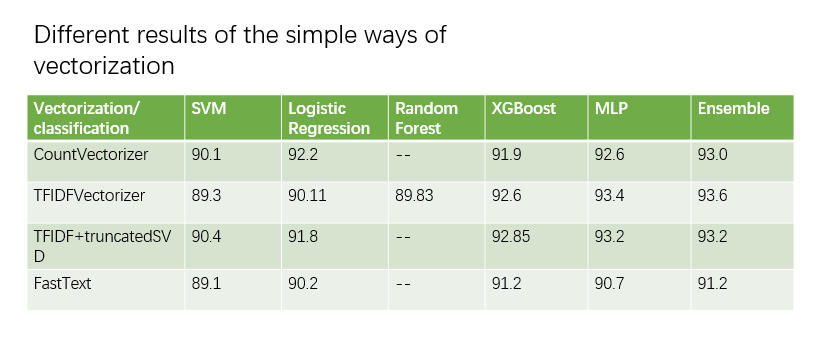 Different results of the simple ways of
vectorization
Vectorization/ SVM Logistic Random XGBoost MLP Ensemble
classification Regression Forest
CountVectorizer 90.1 92.2 -- 91.9 92.6 93.0
TFIDFVectorizer 89.3 90.11 89.83 92.6 93.4 93.6
TFIDF+truncatedSV 90.4 91.8 -- 92.85 93.2 93.2
D
FastText 89.1 90.2 -- 91.2 90.7 91.2